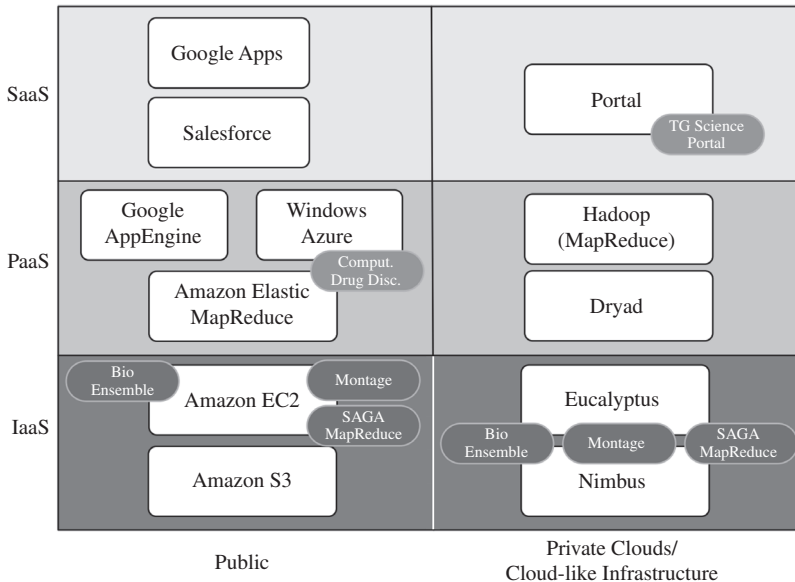 SaaS
Google Apps
Salesforce
Portal
TG Science
Portal
PaaS
Google
AppEngine
Windows
Azure
Comput.
Drug Disc.
Amazon Elastic
MapReduce
Hadoop
(MapReduce)
Dryad
IaaS
Bio
Ensemble
Amazon EC2
Montage
SAGA
MapReduce
Amazon S3
Eucalyptus
Bio
Ensemble
Montage
SAGA
MapReduce
Nimbus
Public
Private Clouds/
Cloud-like Infrastructure